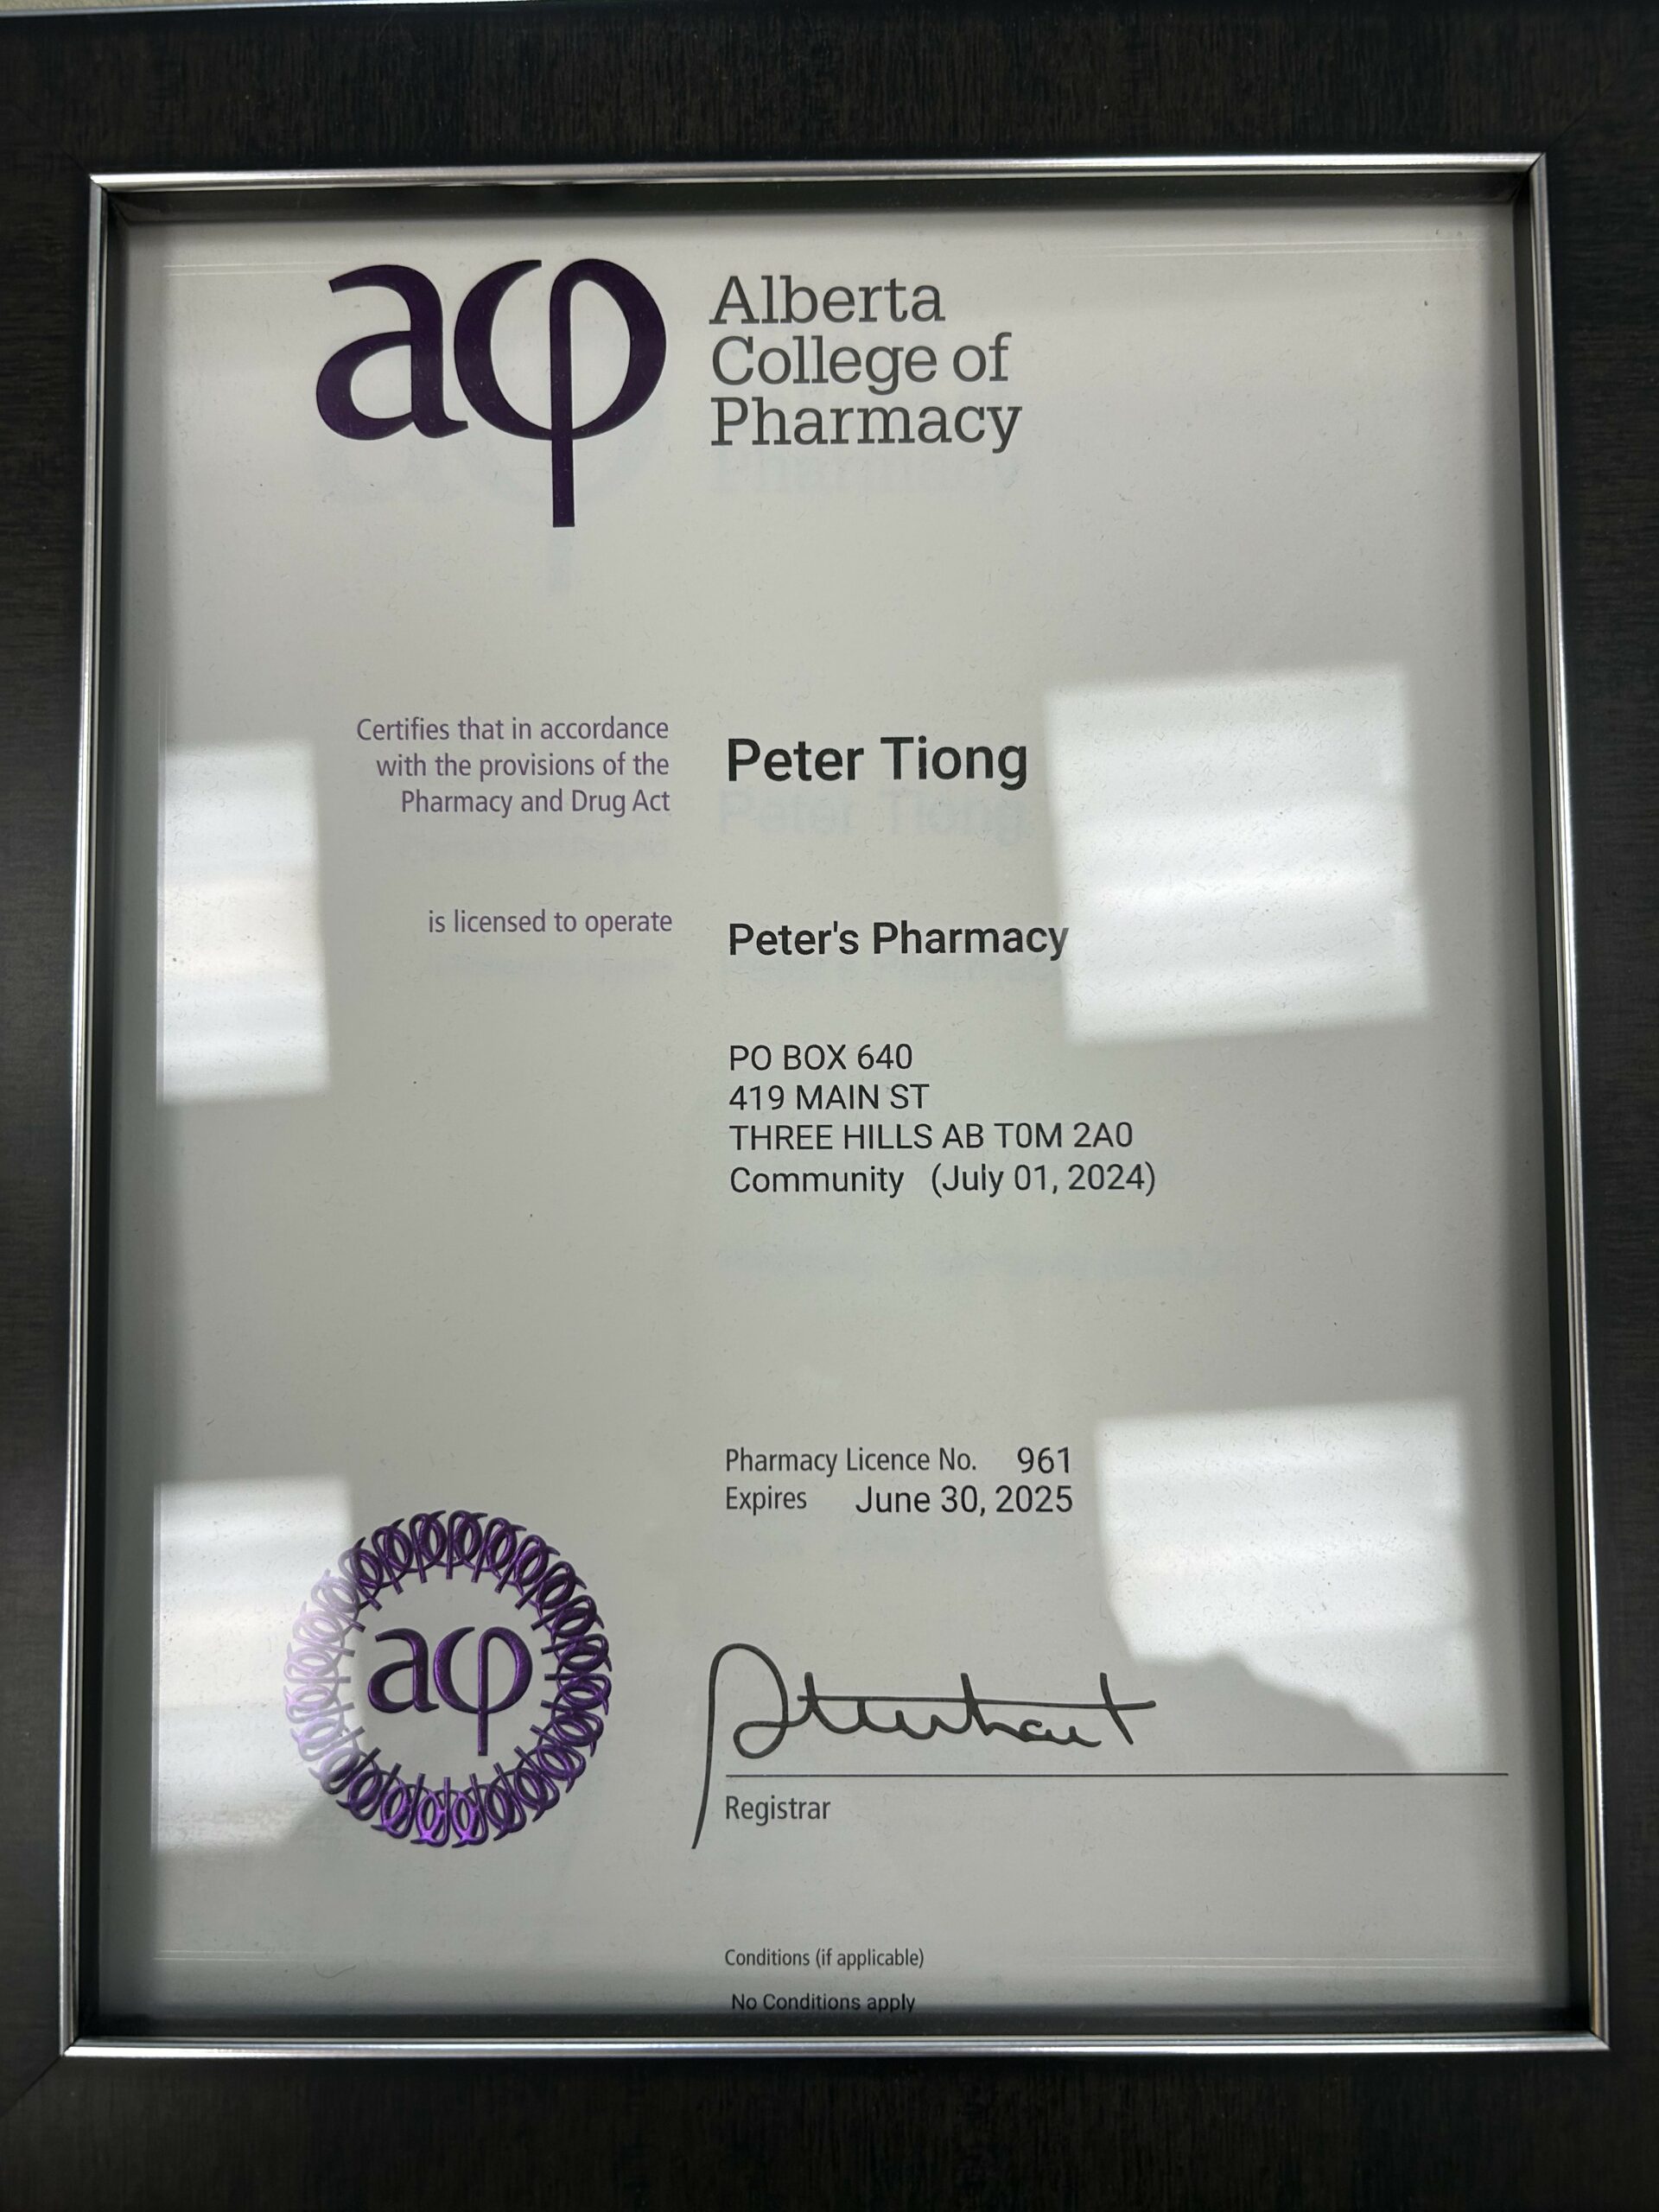 aφ
Alberta
College of
Pharmacy
Certifies that in accordance
with the provisions of the
Pharmacy and Drug Act
Peter Tiong
is licensed to operate
Peter's Pharmacy
PO BOX 640
419 MAIN ST
THREE HILLS AB T0M 2A0
Community (July 01, 2024)
Pharmacy Licence No. 961
Expires June 30, 2025
aφ
Registrar
Conditions (if applicable)
No Conditions apply